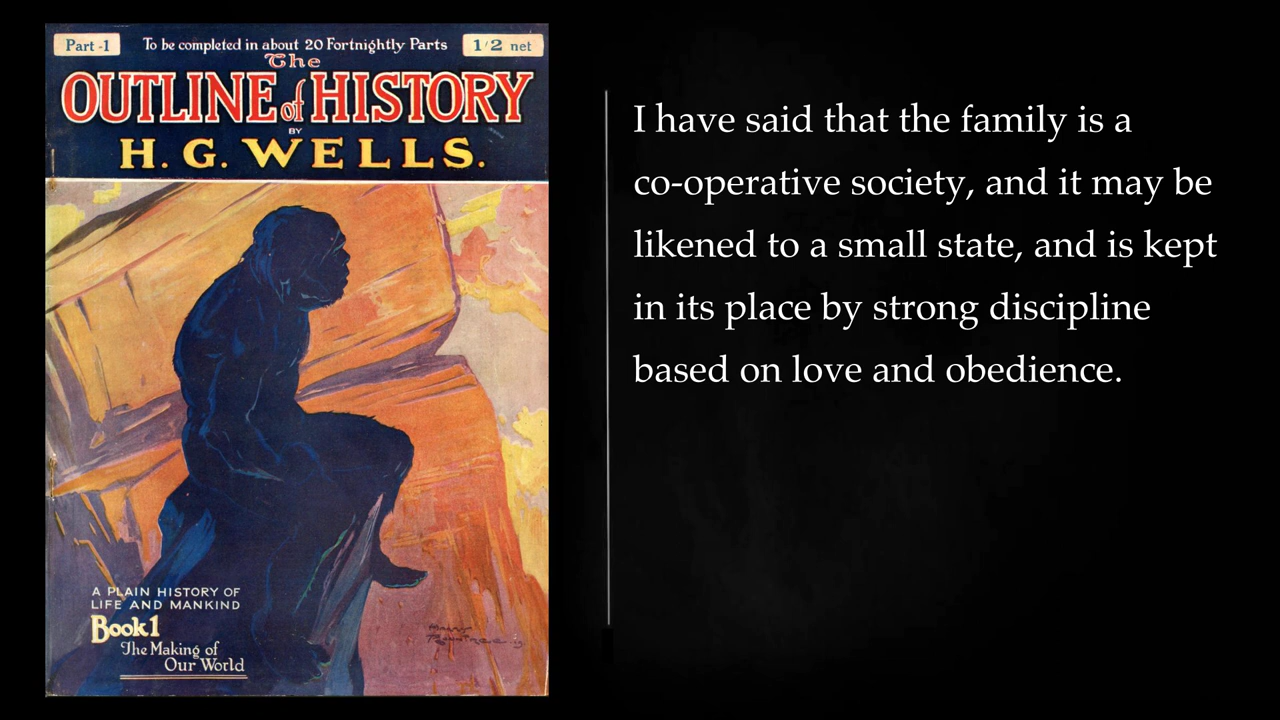 Part -1
To be completed in about 20 Fortnightly Parts
1/2 net
The
OUTLINE of HISTORY
BY
H. G. WELLS.
A PLAIN HISTORY OF
LIFE AND MANKIND
Book 1
The Making of
Our World
I have said that the family is a
co-operative society, and it may be
likened to a small state, and is kept
in its place by strong discipline
based on love and obedience.